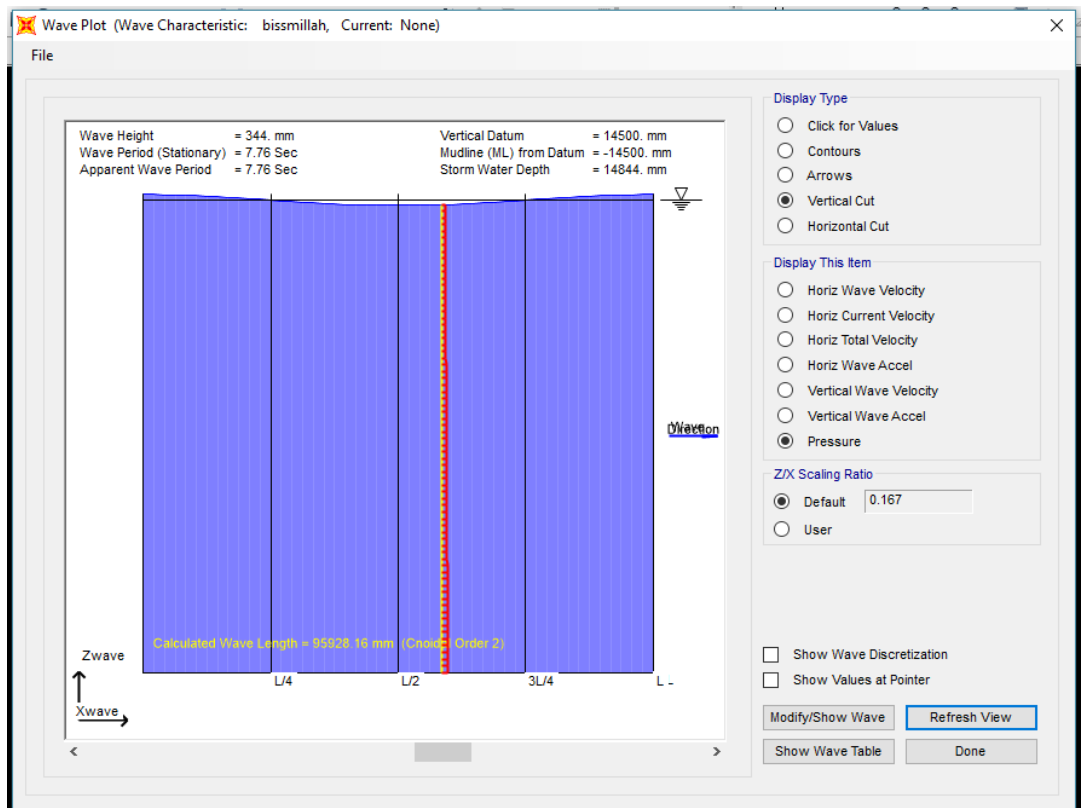 Wave Plot (Wave Characteristic: bissmillah, Current: None)
File
Wave Height = 344. mm
Wave Period (Stationary) = 7.76 Sec
Apparent Wave Period = 7.76 Sec
Vertical Datum = 14500. mm
Mudline (ML) from Datum = -14500. mm
Storm Water Depth = 14844. mm
Wave
Direction
Calculated Wave Length = 95928.16 mm (Cnoidal Order 2)
Zwave
Xwave
L/4
L/2
3L/4
L
Display Type
Click for Values
Contours
Arrows
Vertical Cut
Horizontal Cut
Display This Item
Horiz Wave Velocity
Horiz Current Velocity
Horiz Total Velocity
Horiz Wave Accel
Vertical Wave Velocity
Vertical Wave Accel
Pressure
Z/X Scaling Ratio
Default 0.167
User
Show Wave Discretization
Show Values at Pointer
Modify/Show Wave
Refresh View
Show Wave Table
Done